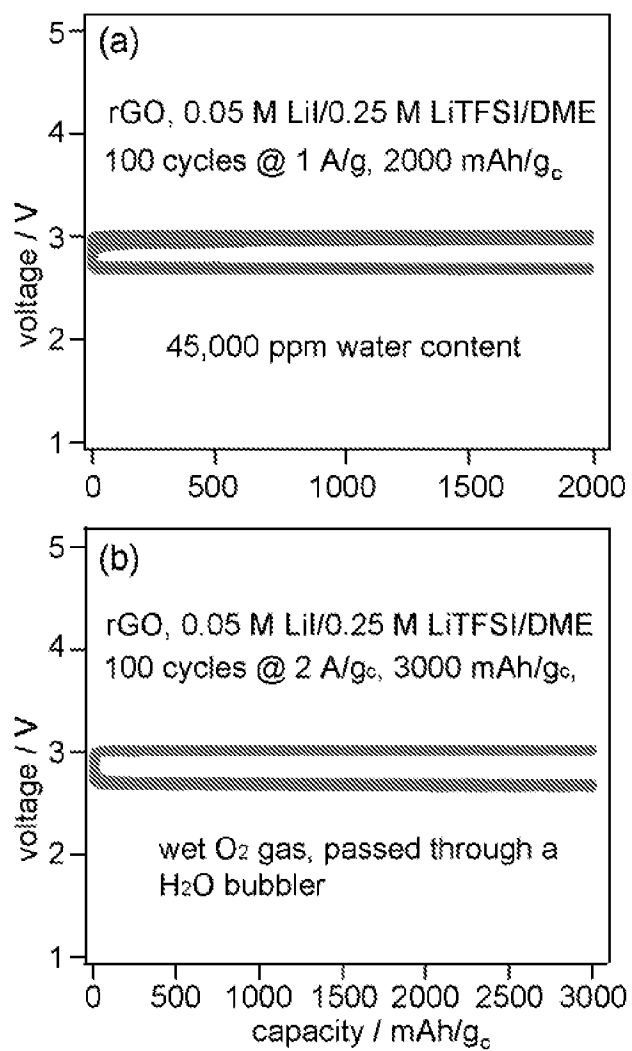 (a)
5
rGO, 0.05 M LiI/0.25 M LiTFSI/DME
4
100 cycles @ 1 A/g, 2000 mAh/gc
voltage / V
3
2
45,000 ppm water content
1
0 500 1000 1500 2000
(b)
5
rGO, 0.05 M LiI/0.25 M LiTFSI/DME
4
100 cycles @ 2 A/gc, 3000 mAh/gc,
voltage / V
3
2
wet O2 gas, passed through a
H2O bubbler
1
0 500 1000 1500 2000 2500 3000
capacity / mAh/gc